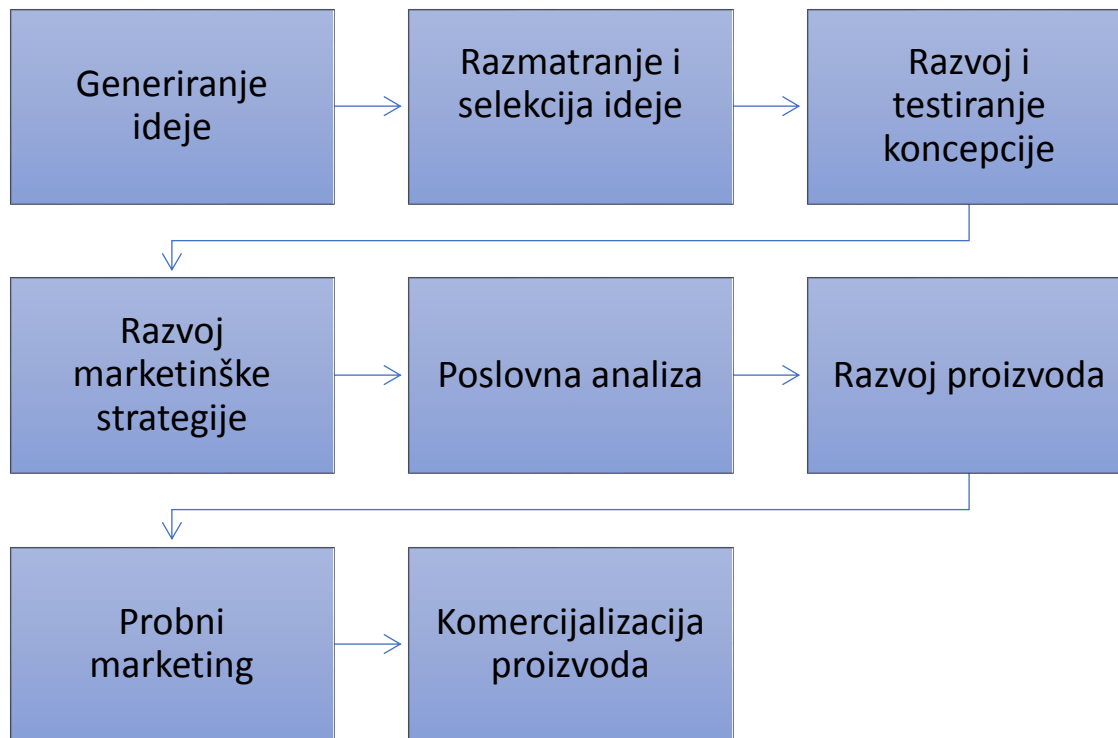 Generiranje
ideje
Razmatranje i
selekcija ideje
Razvoj i
testiranje
koncepcije
Razvoj
marketinške
strategije
Poslovna analiza
Razvoj proizvoda
Probni
marketing
Komercijalizacija
proizvoda